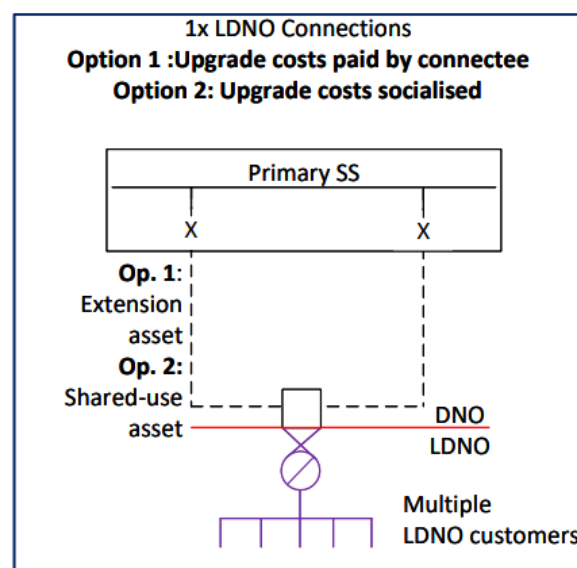 1x LDNO Connections
Option 1 :Upgrade costs paid by connectee
Option 2: Upgrade costs socialised
Primary SS
X
X
Op. 1:
Extension
asset
Op. 2:
Shared-use
asset
DNO
LDNO
Multiple
LDNO customers